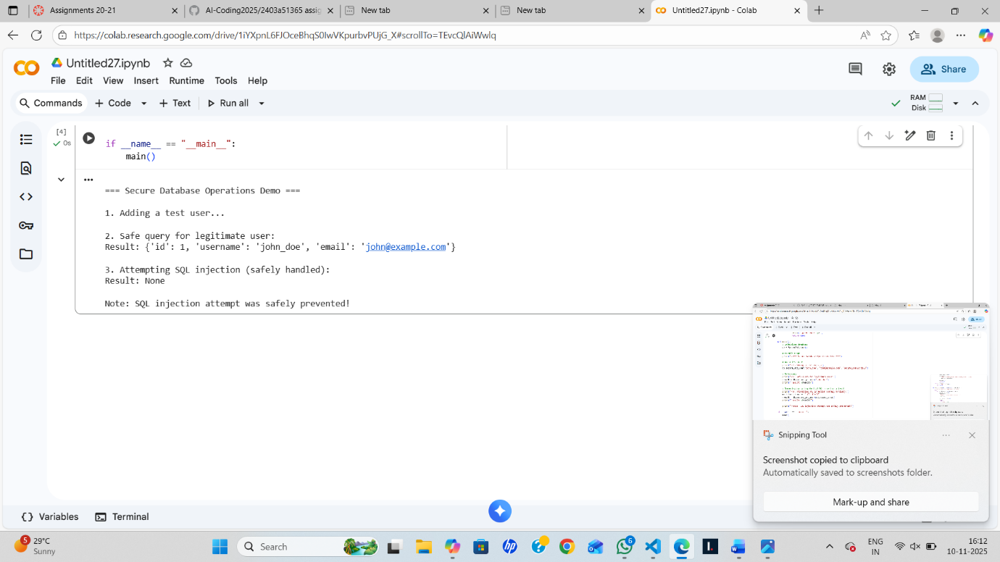 Assignments 20-21
AI-Coding2025/2403a51365 assig
New tab
New tab
Untitled27.ipynb - Colab
https://colab.research.google.com/drive/1iYXpnL6FJOceBhqS0IwVKpurbvPUjG_X#scrollTo=TEvcQlAiWwlq
Untitled27.ipynb
File Edit View Insert Runtime Tools Help
Share
Commands + Code + Text Run all
RAM
Disk
[4]
0s
if __name__ == "__main__":
main()
=== Secure Database Operations Demo ===
1. Adding a test user...
2. Safe query for legitimate user:
Result: {'id': 1, 'username': 'john_doe', 'email': 'john@example.com'}
3. Attempting SQL injection (safely handled):
Result: None
Note: SQL injection attempt was safely prevented!
Snipping Tool
Screenshot copied to clipboard
Automatically saved to screenshots folder.
Mark-up and share
Variables Terminal
5
29°C
Sunny
Search
6
ENG
IN
16:12
10-11-2025